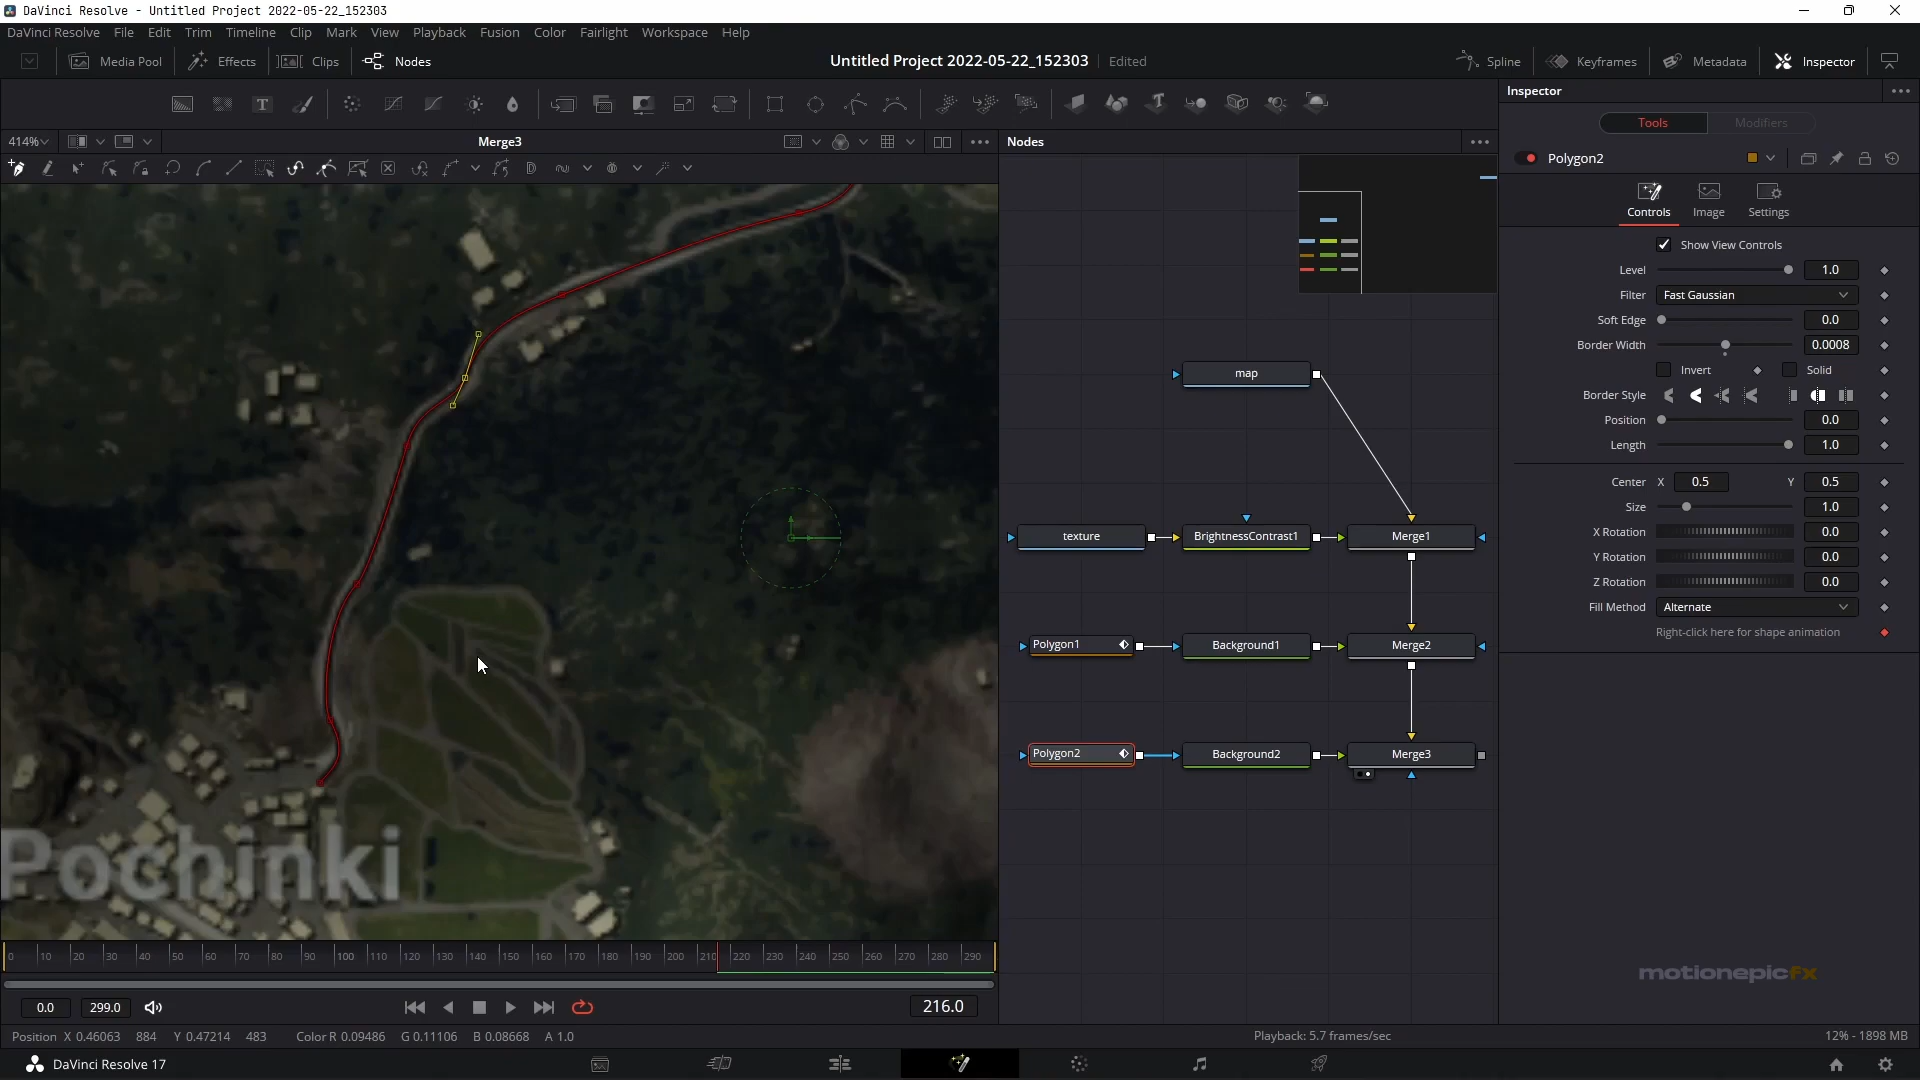 DaVinci Resolve - Untitled Project 2022-05-22_152303
DaVinci Resolve File Edit Trim Timeline Clip Mark View Playback Fusion Color Fairlight Workspace Help
Media Pool Effects Clips Nodes Untitled Project 2022-05-22_152303 Edited Spline Keyframes Metadata Inspector
Inspector
Tools Modifiers
414% Merge3 Nodes
Polygon2
Controls Image Settings
Show View Controls
Level 1.0
Filter Fast Gaussian
Soft Edge 0.0
Border Width 0.0008
Invert Solid
Border Style
Position 0.0
Length 1.0
Center X 0.5 Y 0.5
Size 1.0
X Rotation 0.0
Y Rotation 0.0
Z Rotation 0.0
Fill Method Alternate
Right-click here for shape animation
map
texture BrightnessContrast1 Merge1
Polygon1 Background1 Merge2
Polygon2 Background2 Merge3
Pochinki
0 10 20 30 40 50 60 70 80 90 100 110 120 130 140 150 160 170 180 190 200 210 220 230 240 250 260 270 280 290
motionepicfx
0.0 299.0 216.0
Position X 0.46063 884 Y 0.47214 483 Color R 0.09486 G 0.11106 B 0.08668 A 1.0 Playback: 5.7 frames/sec 12% - 1898 MB
DaVinci Resolve 17